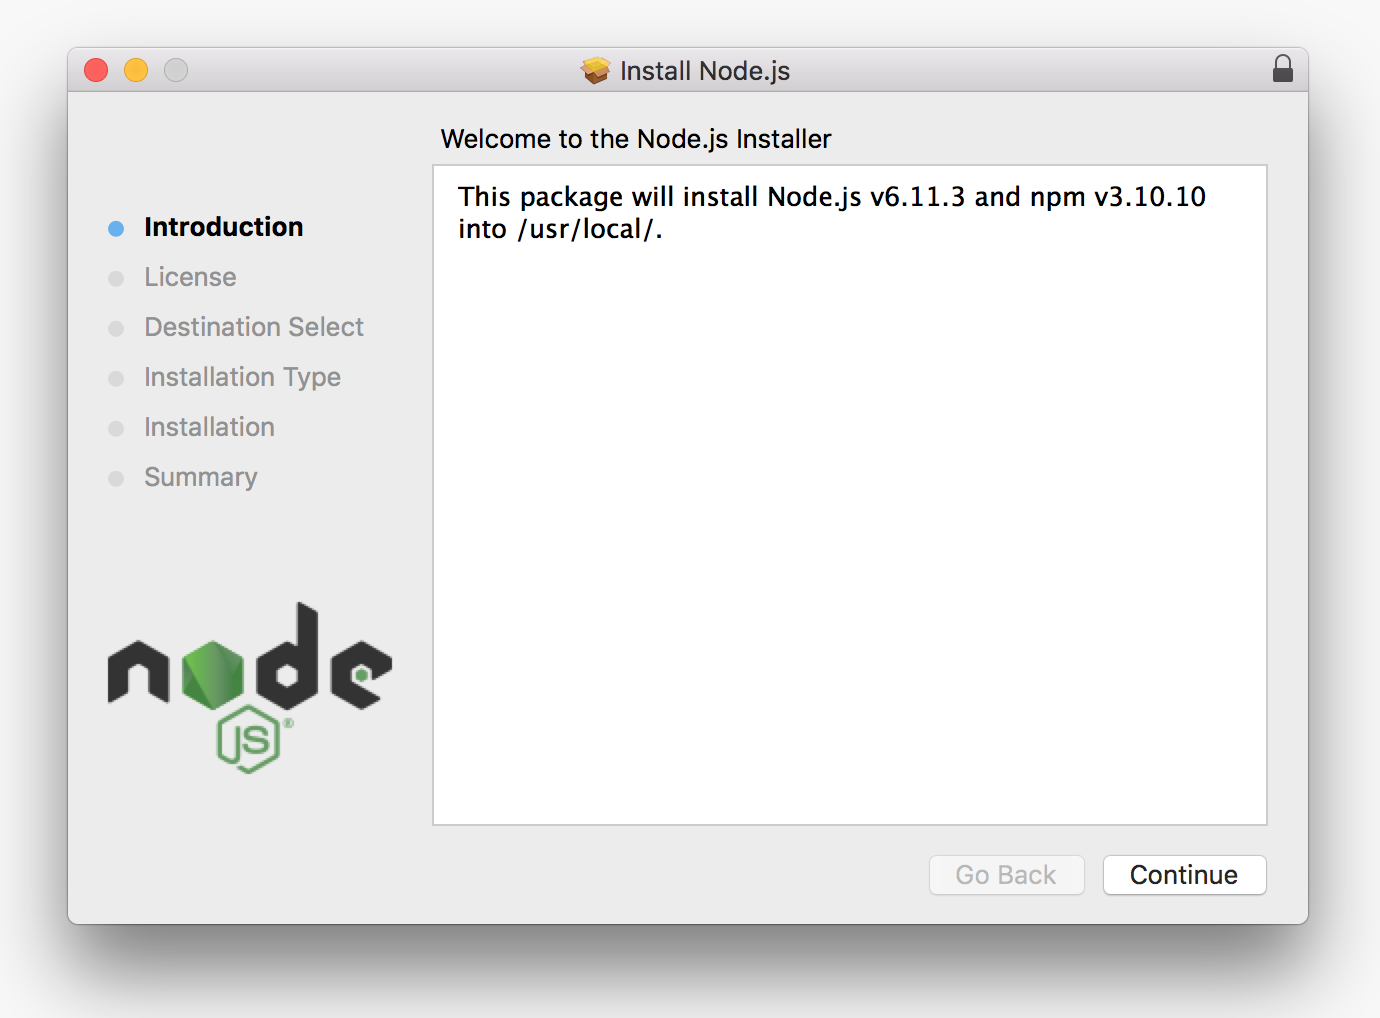 Install Node.js
Welcome to the Node.js Installer
This package will install Node.js v6.11.3 and npm v3.10.10
into /usr/local/.
Introduction
License
Destination Select
Installation Type
Installation
Summary
node
JS®
Go Back
Continue